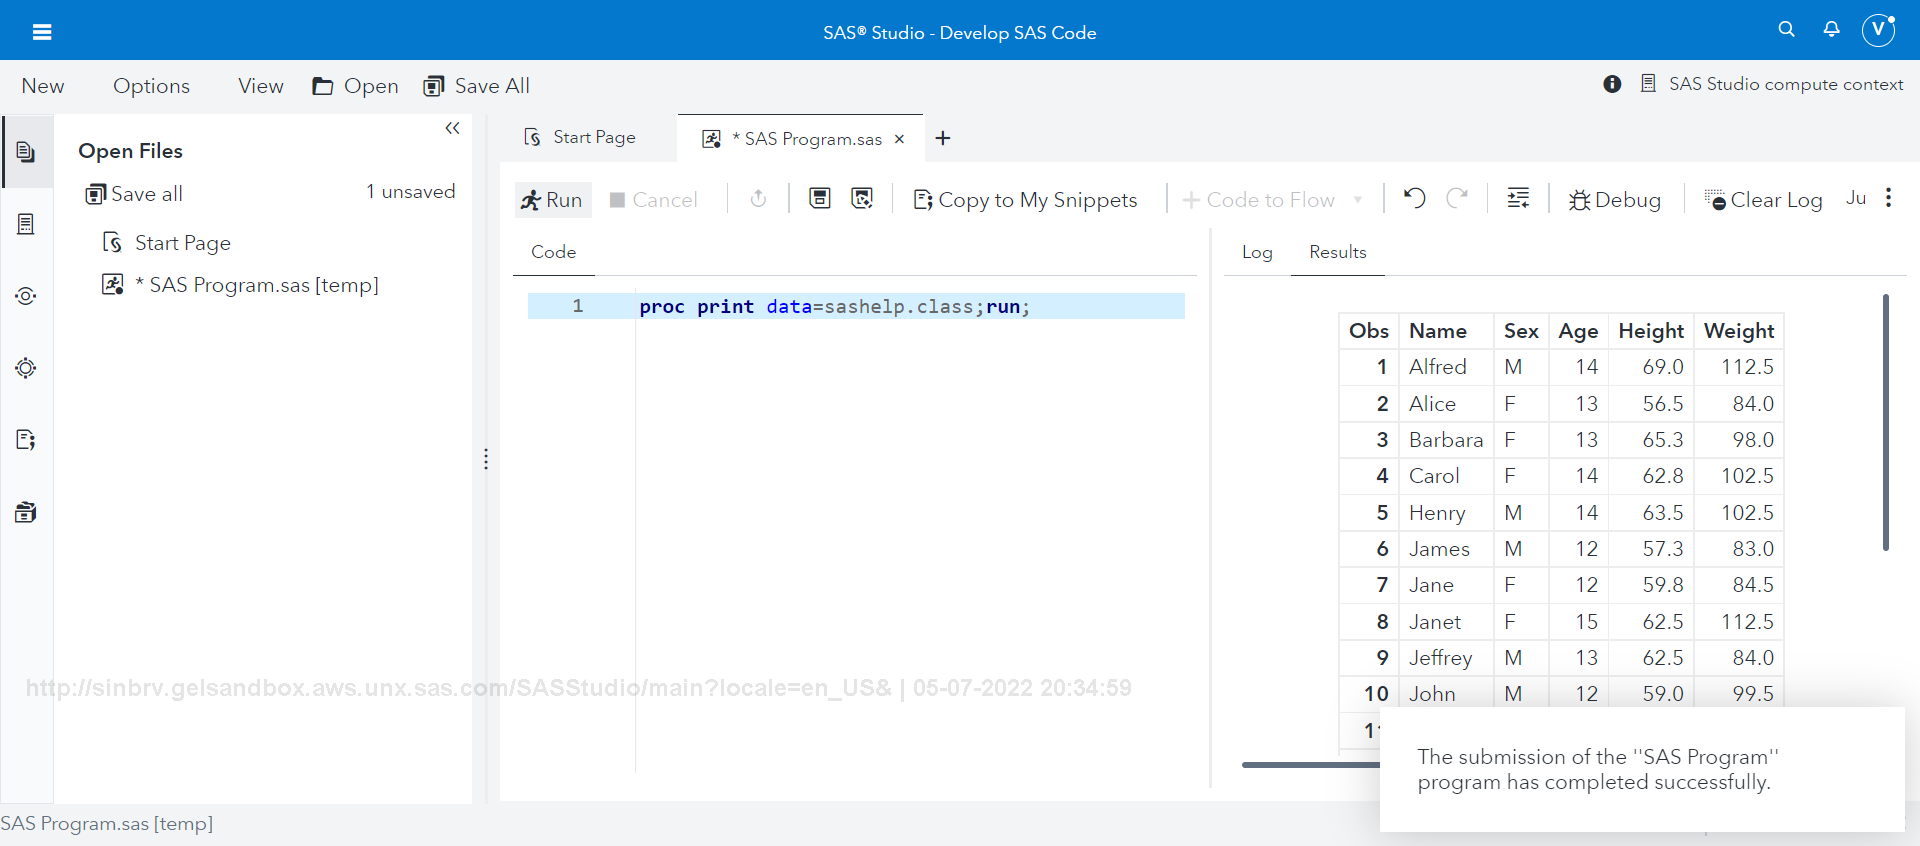 SAS® Studio - Develop SAS Code
V
New Options View Open Save All
SAS Studio compute context
Open Files
Save all 1 unsaved
Start Page
* SAS Program.sas [temp]
Start Page
* SAS Program.sas
Run Cancel Copy to My Snippets Code to Flow Debug Clear Log Ju
Code
1 proc print data=sashelp.class;run;
Log Results
Obs Name Sex Age Height Weight
1 Alfred M 14 69.0 112.5
2 Alice F 13 56.5 84.0
3 Barbara F 13 65.3 98.0
4 Carol F 14 62.8 102.5
5 Henry M 14 63.5 102.5
6 James M 12 57.3 83.0
7 Jane F 12 59.8 84.5
8 Janet F 15 62.5 112.5
9 Jeffrey M 13 62.5 84.0
10 John M 12 59.0 99.5
11
http://sinbrv.gelsandbox.aws.unx.sas.com/SASStudio/main?locale=en_US& | 05-07-2022 20:34:59
The submission of the "SAS Program"
program has completed successfully.
SAS Program.sas [temp]